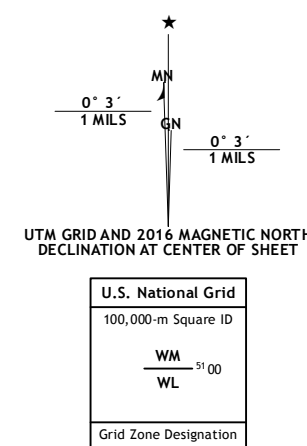 MN
0° 3´
1 MILS
GN
0° 3´
1 MILS
UTM GRID AND 2016 MAGNETIC NORTH
DECLINATION AT CENTER OF SHEET
U.S. National Grid
100,000-m Square ID
WM
51 00
WL
Grid Zone Designation